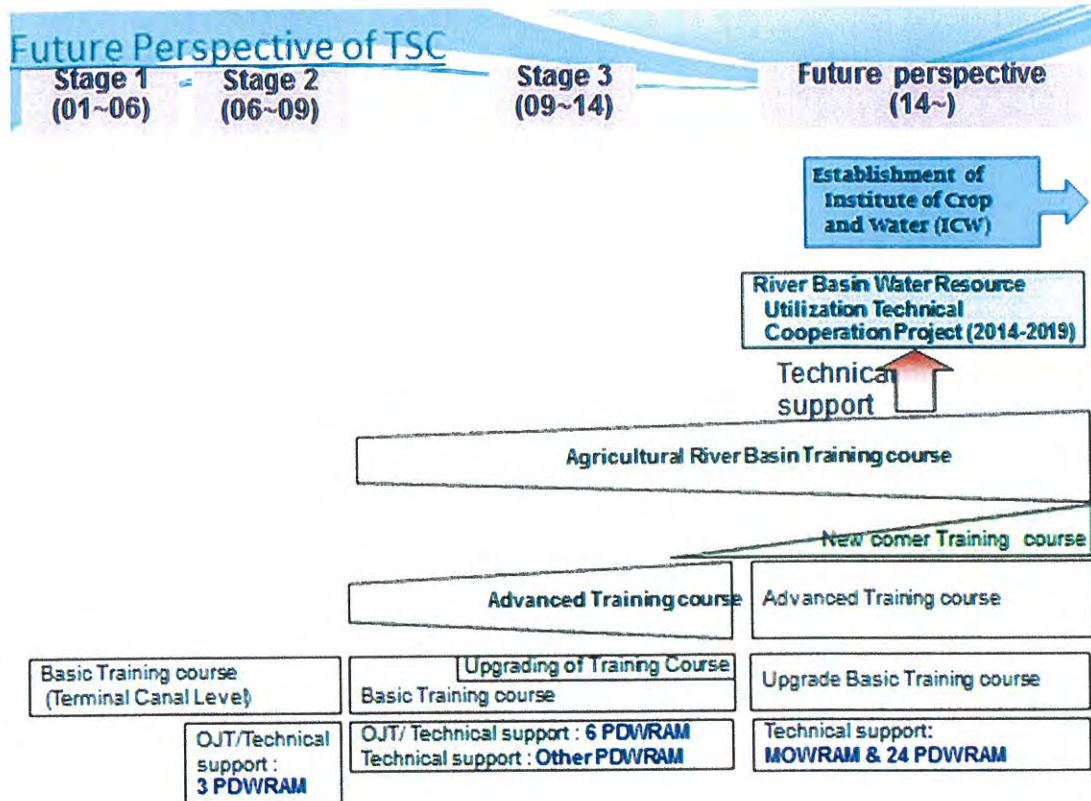 Future Perspective of TSC
Stage 1
(01~06)
Stage 2
(06~09)
Stage 3
(09~14)
Future perspective
(14~)
Establishment of
Institute of Crop
and Water (ICW)
River Basin Water Resource
Utilization Technical
Cooperation Project (2014-2019)
Technical
support
Agricultural River Basin Training course
New comer Training course
Advanced Training course
Advanced Training course
Basic Training course
(Terminal Canal Level)
Upgrading of Training Course
Basic Training course
Upgrade Basic Training course
OJT/Technical
support :
3 PDWRAM
OJT/ Technical support : 6 PDWRAM
Technical support : Other PDWRAM
Technical support:
MOWRAM & 24 PDWRAM